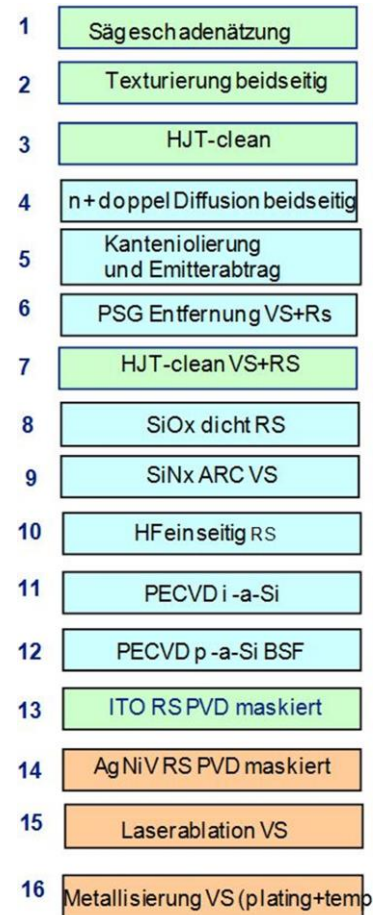 1 Sägeschadenätzung
2 Texturierung beidseitig
3 HJT-clean
4 n+doppel Diffusion beidseitig
5 Kanteniolierung
und Emitterabtrag
6 PSG Entfernung VS+Rs
7 HJT-clean VS+RS
8 SiOx dicht RS
9 SiNx ARC VS
10 HFeinseitig RS
11 PECVD i -a-Si
12 PECVD p -a-Si BSF
13 ITO RS PVD maskiert
14 Ag NiV RS PVD maskiert
15 Laserablation VS
16 Metallisierung VS (plating+temp